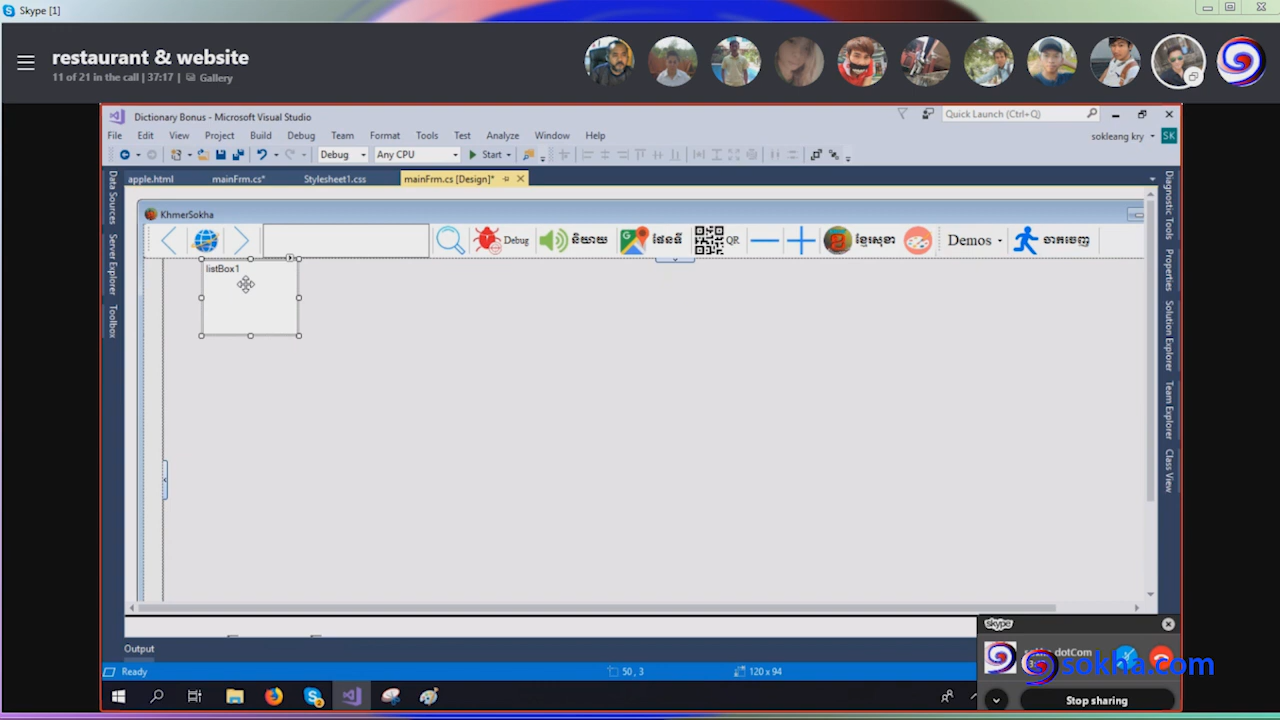 Skype [1]
restaurant & website
11 of 21 in the call | 37:17 | Gallery
Dictionary Bonus - Microsoft Visual Studio
Quick Launch (Ctrl+Q)
File Edit View Project Build Debug Team Format Tools Test Analyze Window Help
sokleang kry SK
Debug Any CPU Start
apple.html mainFrm.cs* Stylesheet1.css mainFrm.cs [Design]*
Data Sources
Server Explorer
Toolbox
KhmerSokha
Debug និយាយ ផែនទី QR ខ្មែរសុខា Demos ចាកចេញ
listBox1
Diagnostic Tools
Properties
Solution Explorer
Team Explorer
Class View
Output
Ready 50 , 3 120 x 94
skype
sokha dotCom
sokha.com
Stop sharing